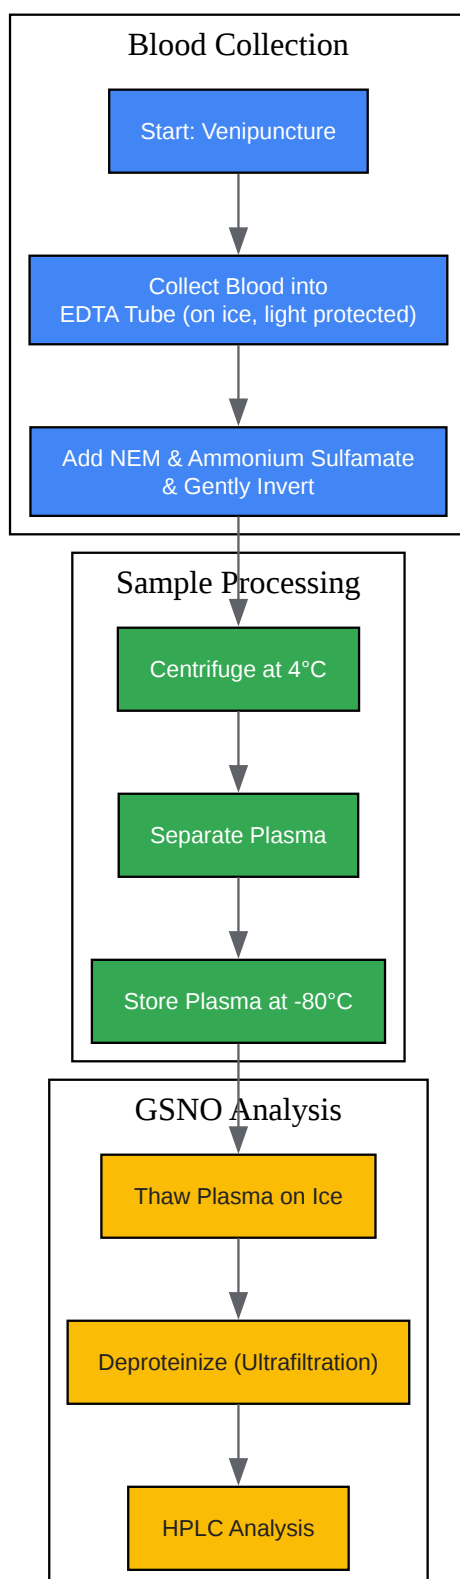 Blood Collection
Start: Venipuncture
Collect Blood into
EDTA Tube (on ice, light protected)
Add NEM & Ammonium Sulfamate
& Gently Invert
Sample Processing
Centrifuge at 4°C
Separate Plasma
Store Plasma at -80°C
GSNO Analysis
Thaw Plasma on Ice
Deproteinize (Ultrafiltration)
HPLC Analysis